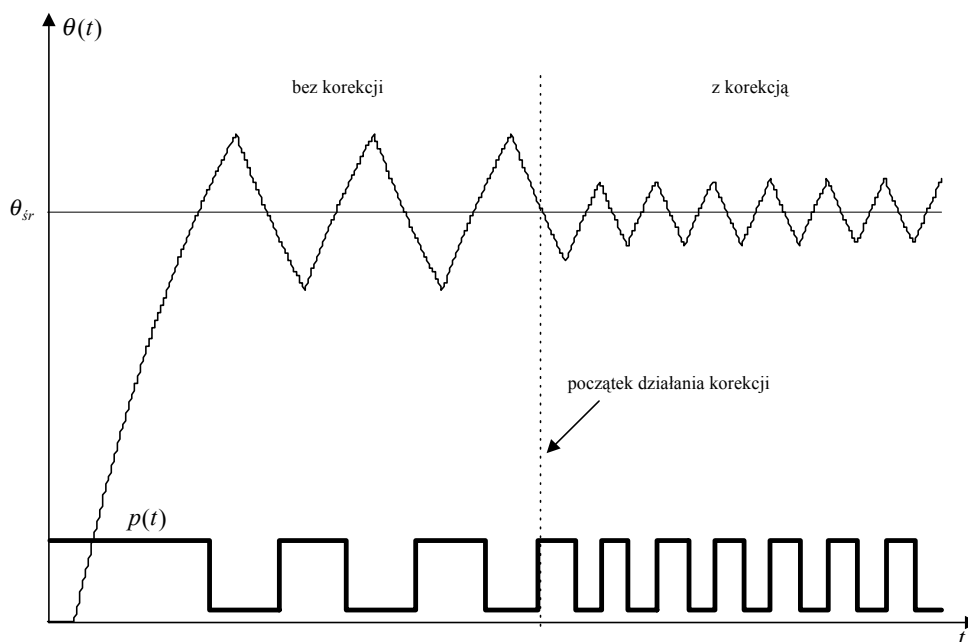 θ(t)
bez korekcji
z korekcją
θśr
początek działania korekcji
p(t)
t